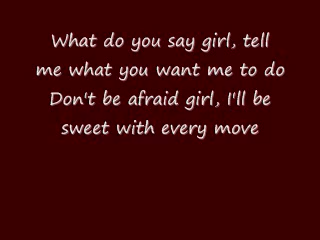 What do you say girl, tell
me what you want me to do
Don't be afraid girl, I'll be
sweet with every move